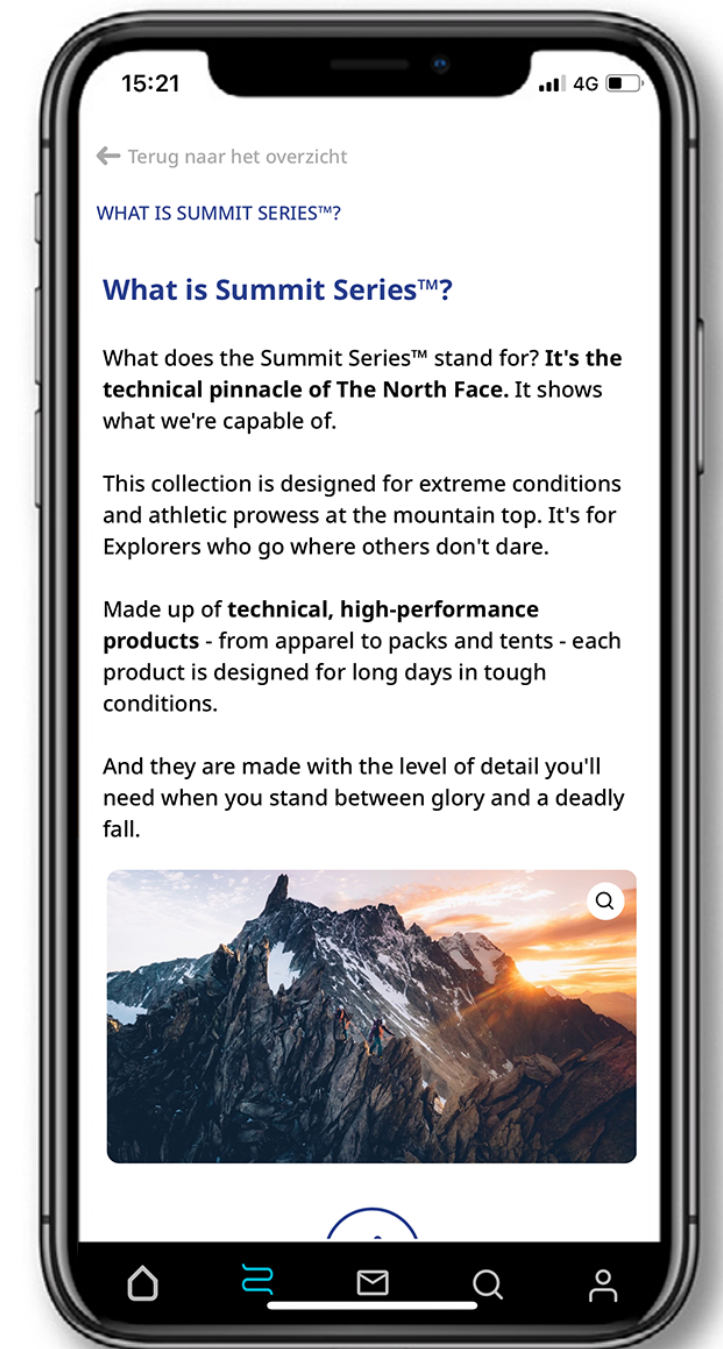 15:21
4G
Terug naar het overzicht
WHAT IS SUMMIT SERIES™?
What is Summit Series™?
What does the Summit Series™ stand for? It's the
technical pinnacle of The North Face. It shows
what we're capable of.
This collection is designed for extreme conditions
and athletic prowess at the mountain top. It's for
Explorers who go where others don't dare.
Made up of technical, high-performance
products - from apparel to packs and tents - each
product is designed for long days in tough
conditions.
And they are made with the level of detail you'll
need when you stand between glory and a deadly
fall.